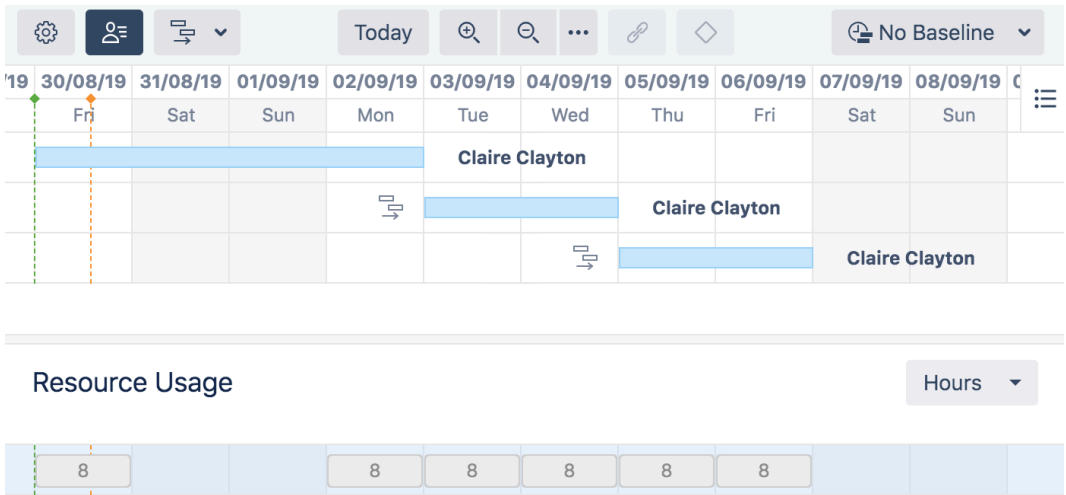 Today
No Baseline
/19 30/08/19 31/08/19 01/09/19 02/09/19 03/09/19 04/09/19 05/09/19 06/09/19 07/09/19 08/09/19
Fri Sat Sun Mon Tue Wed Thu Fri Sat Sun
Claire Clayton
Claire Clayton
Claire Clayton
Resource Usage
Hours
8 8 8 8 8 8